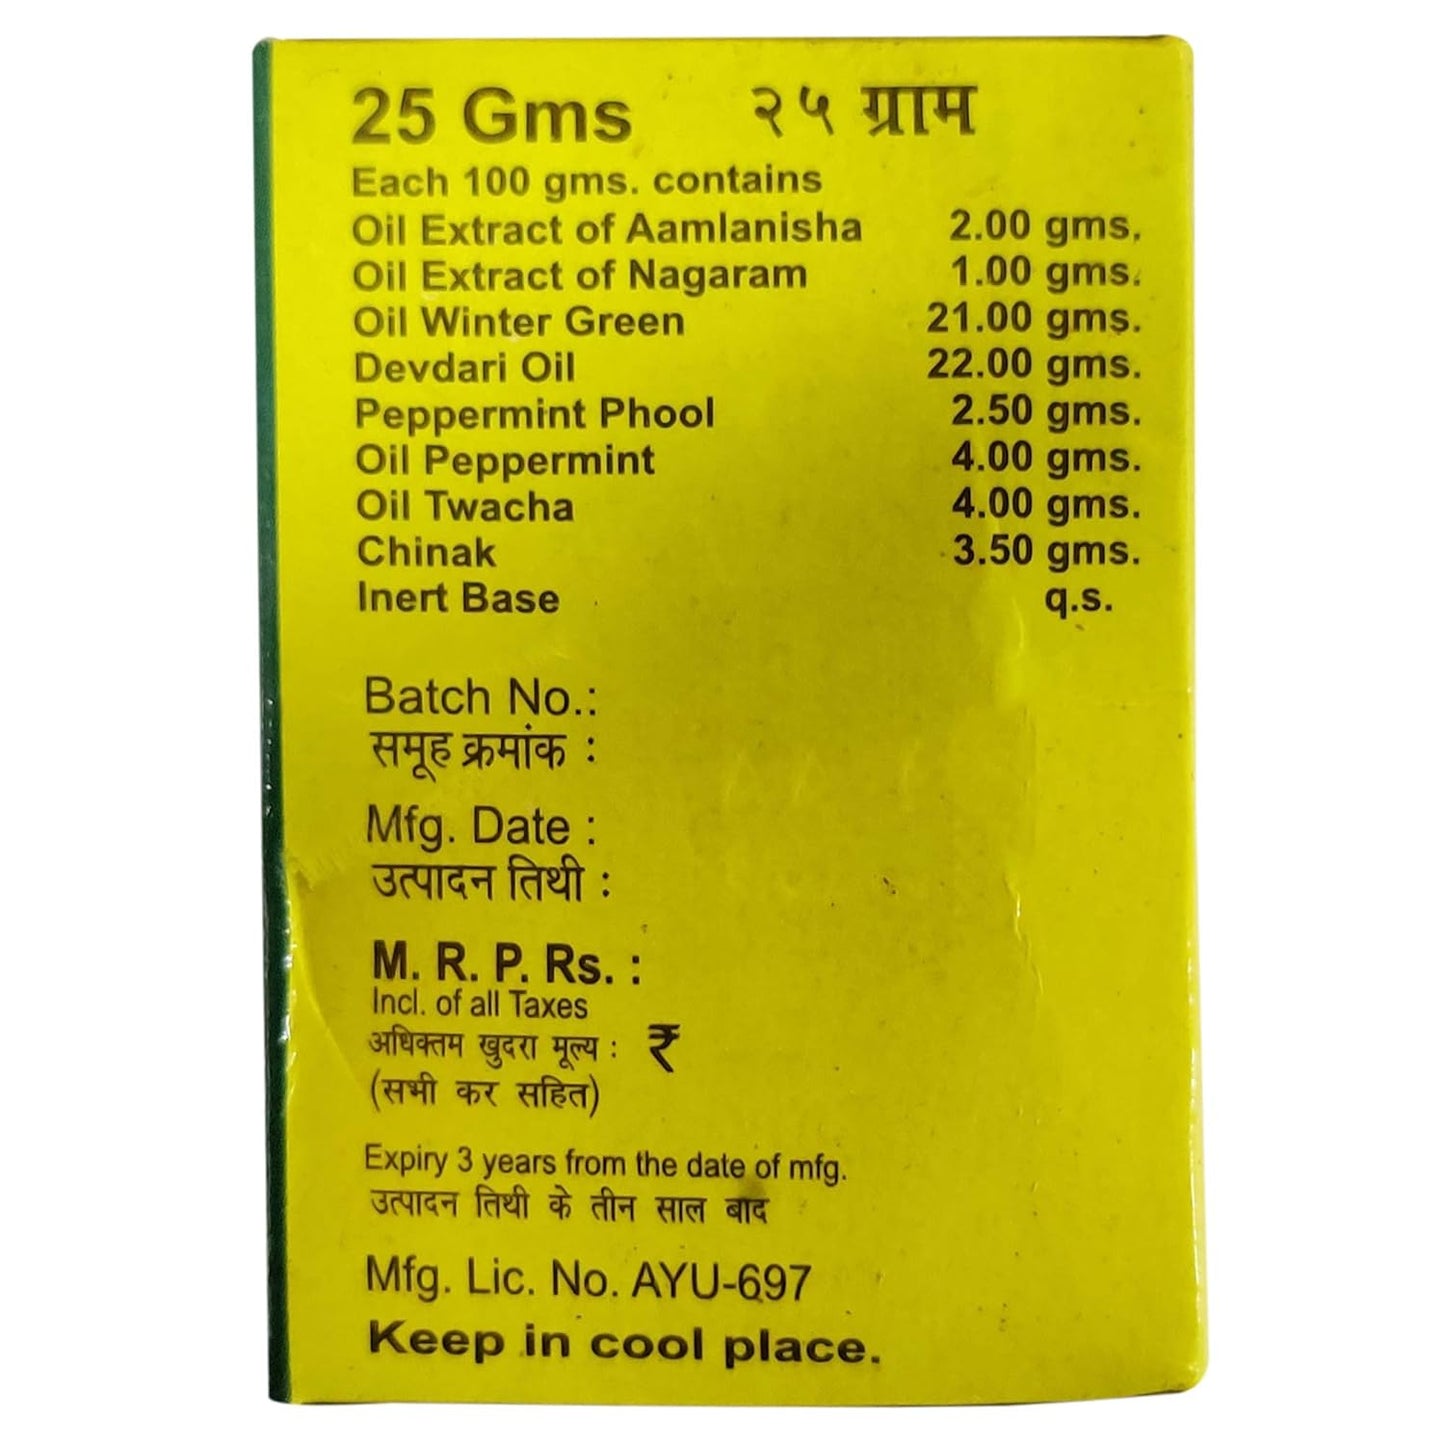 25 Gms २५ ग्राम
Each 100 gms. contains
Oil Extract of Aamlanisha 2.00 gms.
Oil Extract of Nagaram 1.00 gms.
Oil Winter Green 21.00 gms.
Devdari Oil 22.00 gms.
Peppermint Phool 2.50 gms.
Oil Peppermint 4.00 gms.
Oil Twacha 4.00 gms.
Chinak 3.50 gms.
Inert Base q.s.
Batch No.:
समूह क्रमांक :
Mfg. Date :
उत्पादन तिथी :
M. R. P. Rs. :
Incl. of all Taxes
अधिक्तम खुदरा मूल्य : ₹
(सभी कर सहित)
Expiry 3 years from the date of mfg.
उत्पादन तिथी के तीन साल बाद
Mfg. Lic. No. AYU-697
Keep in cool place.